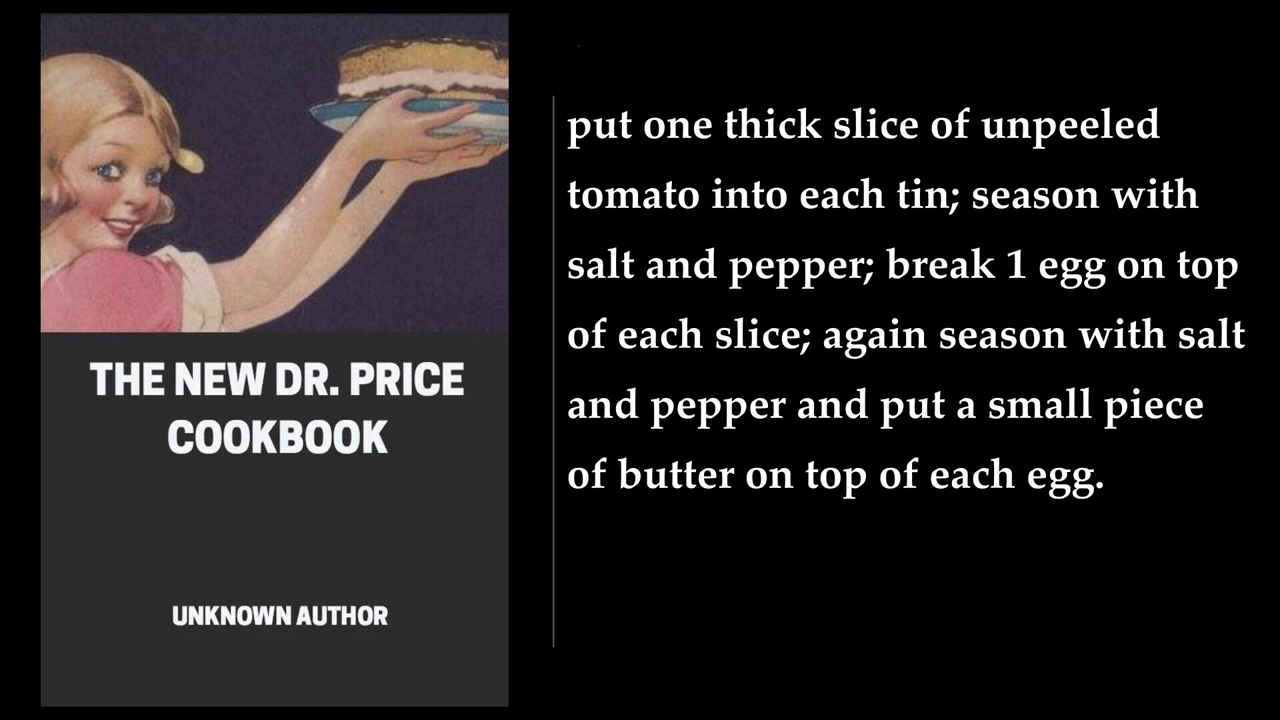 THE NEW DR. PRICE
COOKBOOK
UNKNOWN AUTHOR
put one thick slice of unpeeled
tomato into each tin; season with
salt and pepper; break 1 egg on top
of each slice; again season with salt
and pepper and put a small piece
of butter on top of each egg.